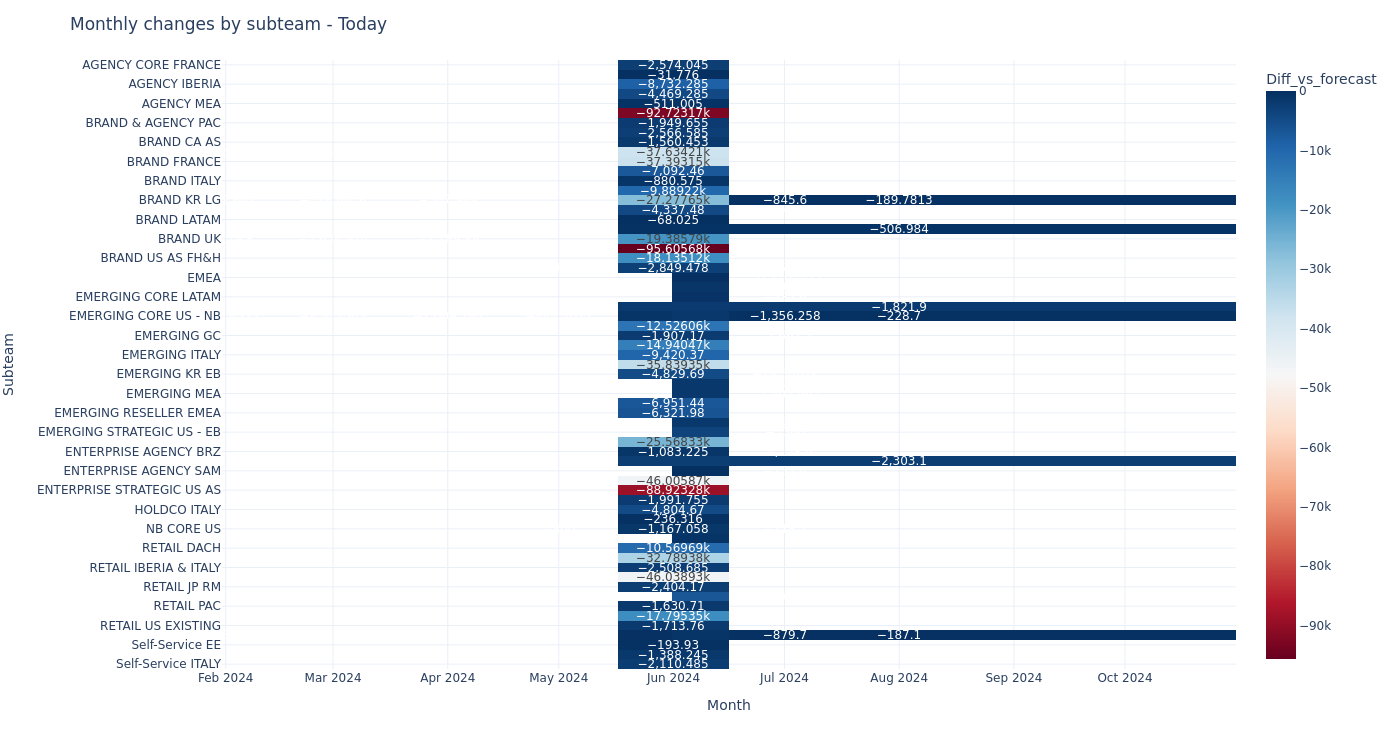 Monthly changes by subteam - Today
Diff_vs_forecast
AGENCY CORE FRANCE −2,574.045
−31.776
AGENCY IBERIA −8,732.285
−4,469.285
AGENCY MEA −511.005
−92.72317k
BRAND & AGENCY PAC −1,949.655
−2,566.585
BRAND CA AS −1,560.453
−37.63421k
BRAND FRANCE −37.39315k
−7,092.46
BRAND ITALY −880.575
−9.88922k
BRAND KR LG −27.27765k −845.6 −189.7813
−4,337.48
BRAND LATAM −68.025
−506.984
BRAND UK −19.38579k
−95.60568k
BRAND US AS FH&H −18.13512k
−2,849.478
EMEA
EMERGING CORE LATAM
−1,821.9
EMERGING CORE US - NB −1,356.258 −228.7
−12.52606k
EMERGING GC −1,907.17
−14.94047k
EMERGING ITALY −9,420.37
−35.83935k
EMERGING KR EB −4,829.69
EMERGING MEA
−6,951.44
EMERGING RESELLER EMEA −6,321.98
EMERGING STRATEGIC US - EB
−25.56833k
ENTERPRISE AGENCY BRZ −1,083.225
−2,303.1
ENTERPRISE AGENCY SAM
−46.00587k
ENTERPRISE STRATEGIC US AS −88.92328k
−1,991.755
HOLDCO ITALY −4,804.67
−236.316
NB CORE US −1,167.058
RETAIL DACH −10.56969k
−32.78938k
RETAIL IBERIA & ITALY −2,508.685
−46.03893k
RETAIL JP RM −2,404.17
RETAIL PAC −1,630.71
−17.79535k
RETAIL US EXISTING −1,713.76
−879.7 −187.1
Self-Service EE −193.93
−1,388.245
Self-Service ITALY −2,110.485
Feb 2024 Mar 2024 Apr 2024 May 2024 Jun 2024 Jul 2024 Aug 2024 Sep 2024 Oct 2024
Month
Subteam
0
−10k
−20k
−30k
−40k
−50k
−60k
−70k
−80k
−90k